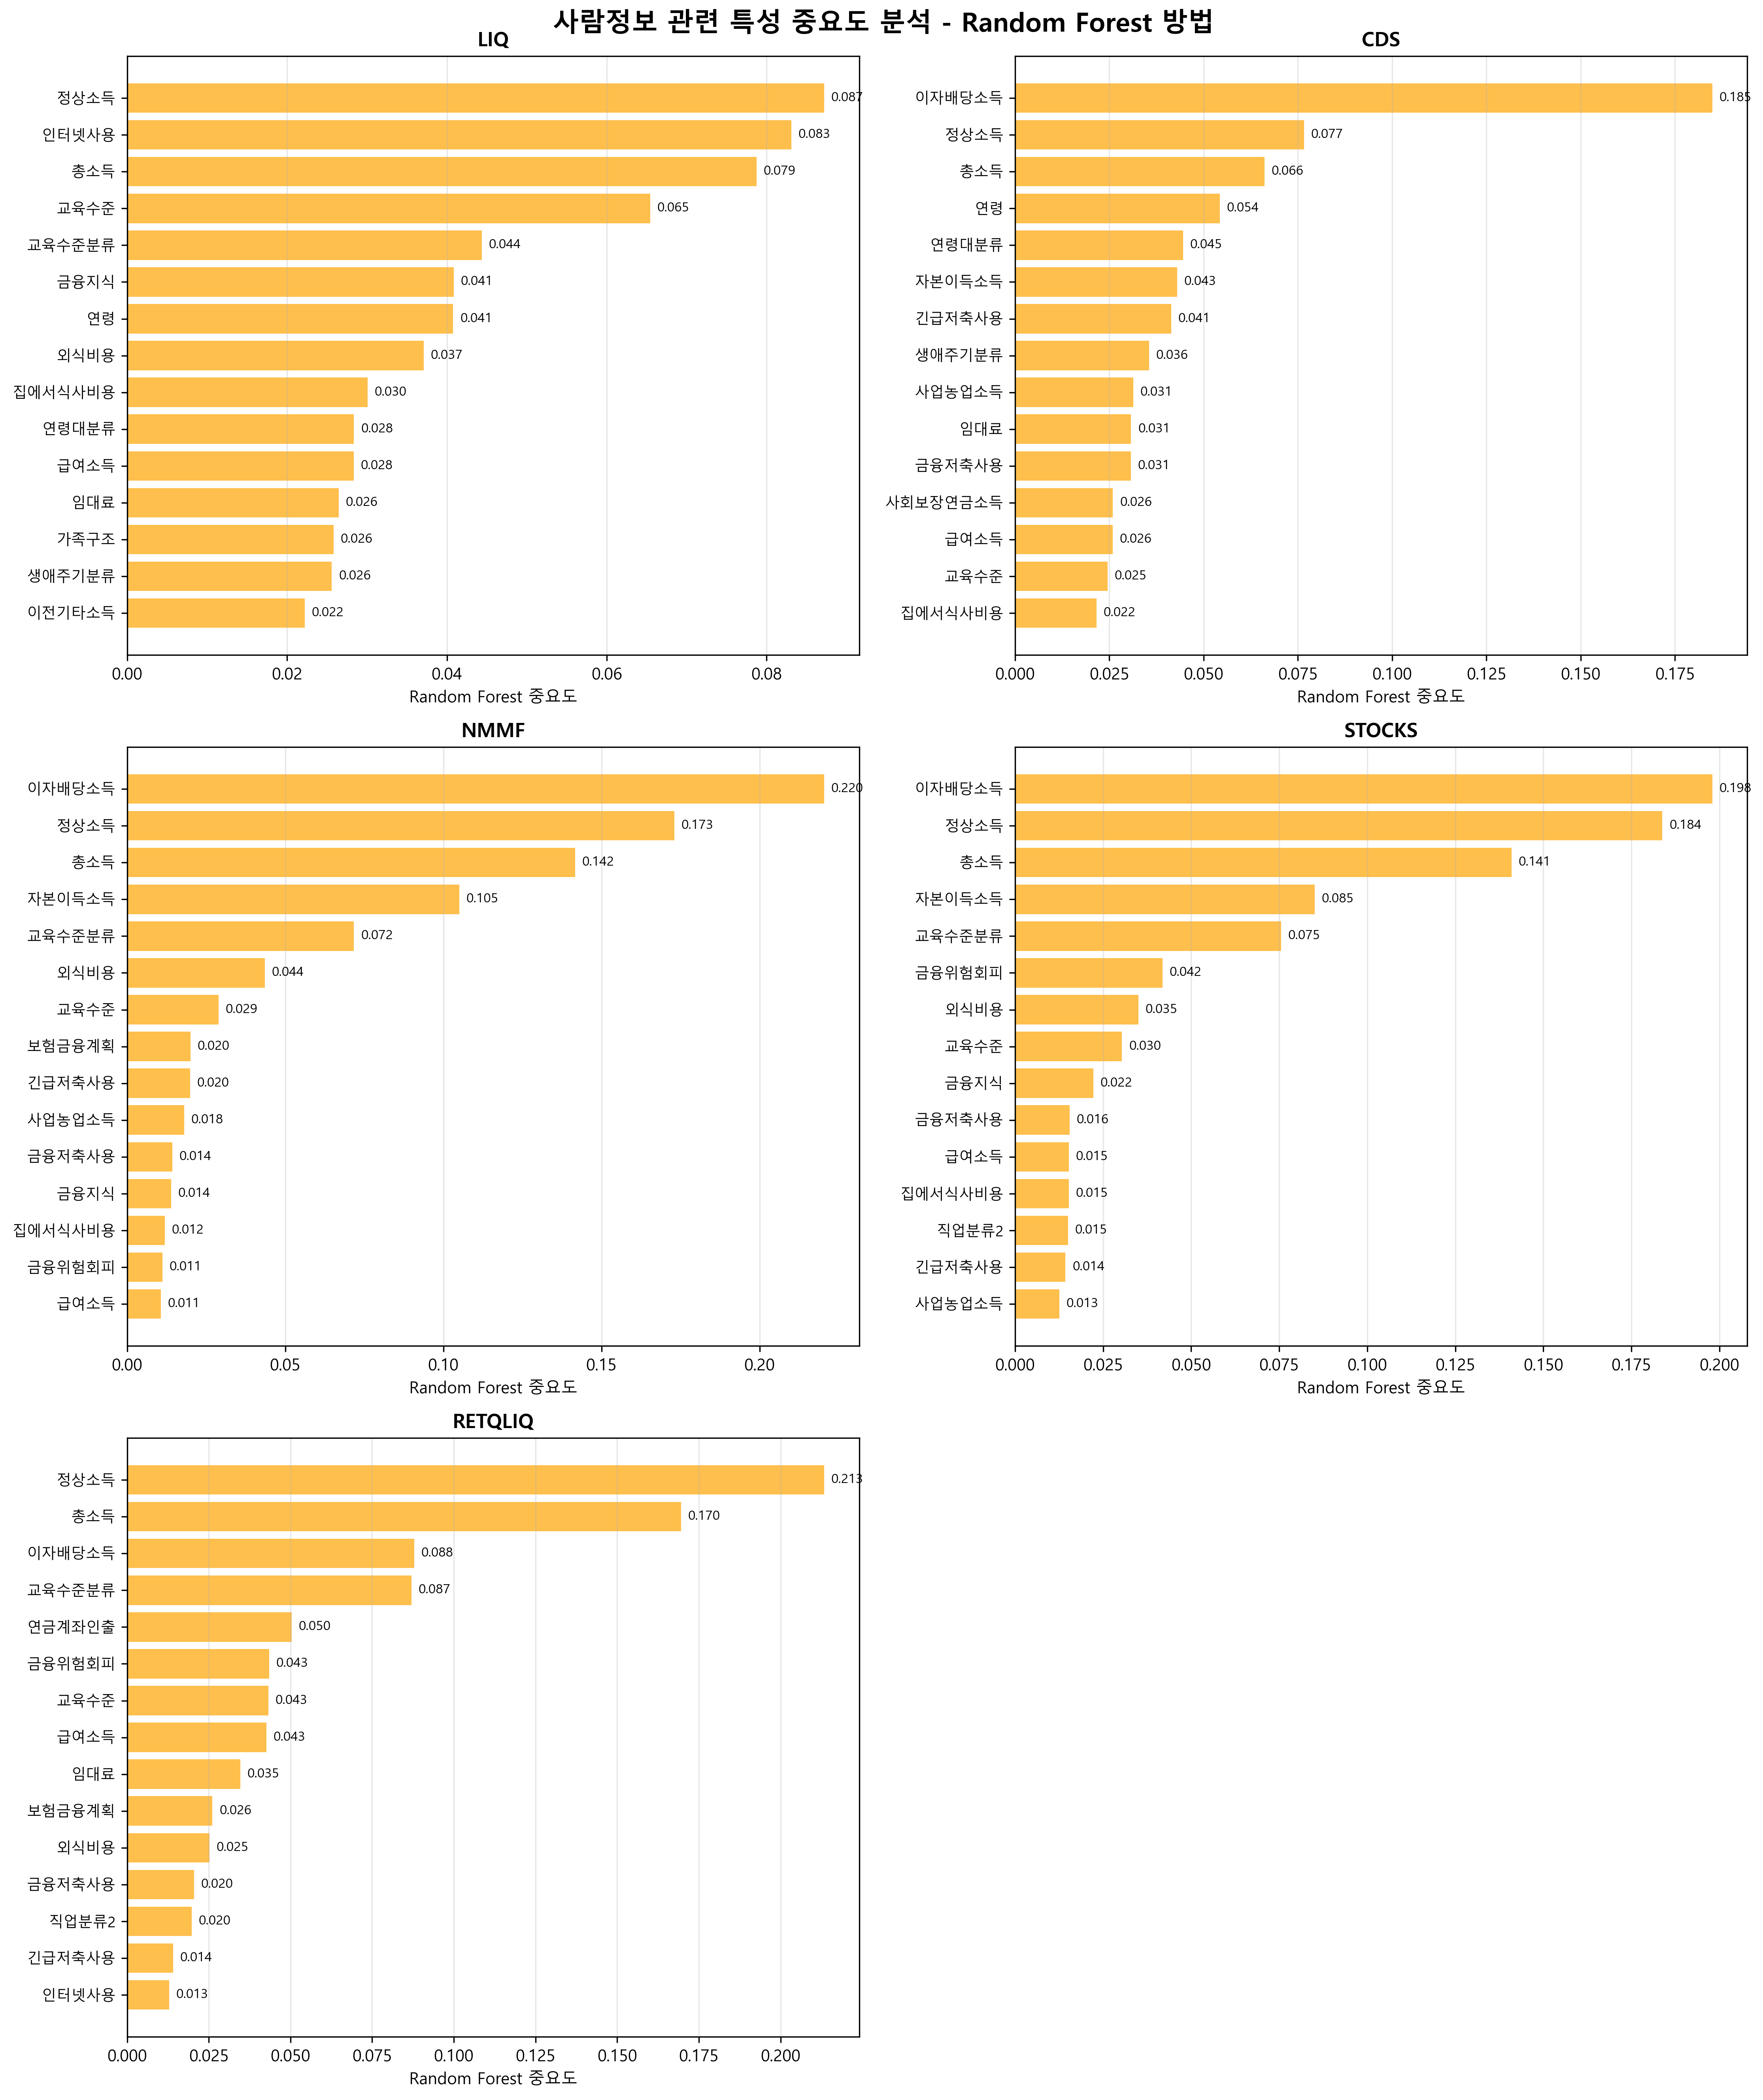 사람정보 관련 특성 중요도 분석 - Random Forest 방법
LIQ
정상소득 0.087
인터넷사용 0.083
총소득 0.079
교육수준 0.065
교육수준분류 0.044
금융지식 0.041
연령 0.041
외식비용 0.037
집에서식사비용 0.030
연령대분류 0.028
급여소득 0.028
임대료 0.026
가족구조 0.026
생애주기분류 0.026
이전기타소득 0.022
0.00 0.02 0.04 0.06 0.08
Random Forest 중요도
CDS
이자배당소득 0.185
정상소득 0.077
총소득 0.066
연령 0.054
연령대분류 0.045
자본이득소득 0.043
긴급저축사용 0.041
생애주기분류 0.036
사업농업소득 0.031
임대료 0.031
금융저축사용 0.031
사회보장연금소득 0.026
급여소득 0.026
교육수준 0.025
집에서식사비용 0.022
0.000 0.025 0.050 0.075 0.100 0.125 0.150 0.175
Random Forest 중요도
NMMF
이자배당소득 0.220
정상소득 0.173
총소득 0.142
자본이득소득 0.105
교육수준분류 0.072
외식비용 0.044
교육수준 0.029
보험금융계획 0.020
긴급저축사용 0.020
사업농업소득 0.018
금융저축사용 0.014
금융지식 0.014
집에서식사비용 0.012
금융위험회피 0.011
급여소득 0.011
0.00 0.05 0.10 0.15 0.20
Random Forest 중요도
STOCKS
이자배당소득 0.198
정상소득 0.184
총소득 0.141
자본이득소득 0.085
교육수준분류 0.075
금융위험회피 0.042
외식비용 0.035
교육수준 0.030
금융지식 0.022
금융저축사용 0.016
급여소득 0.015
집에서식사비용 0.015
직업분류2 0.015
긴급저축사용 0.014
사업농업소득 0.013
0.000 0.025 0.050 0.075 0.100 0.125 0.150 0.175 0.200
Random Forest 중요도
RETQLIQ
정상소득 0.213
총소득 0.170
이자배당소득 0.088
교육수준분류 0.087
연금계좌인출 0.050
금융위험회피 0.043
교육수준 0.043
급여소득 0.043
임대료 0.035
보험금융계획 0.026
외식비용 0.025
금융저축사용 0.020
직업분류2 0.020
긴급저축사용 0.014
인터넷사용 0.013
0.000 0.025 0.050 0.075 0.100 0.125 0.150 0.175 0.200
Random Forest 중요도